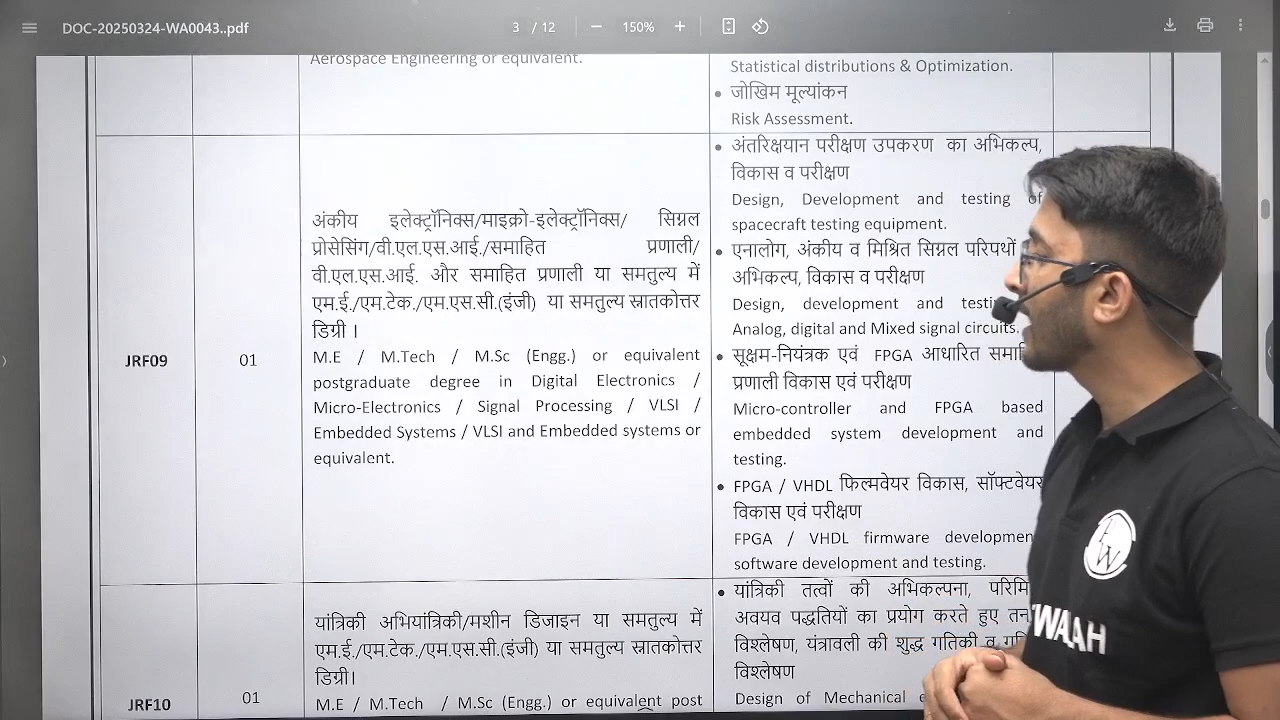 DOC-20250324-WA0043..pdf
3 / 12
150%
Aerospace Engineering or equivalent.
Statistical distributions & Optimization.
जोखिम मूल्यांकन
Risk Assessment.
JRF09
01
अंकीय इलेक्ट्रॉनिक्स/माइक्रो-इलेक्ट्रॉनिक्स/ सिग्नल
प्रोसेसिंग/वी.एल.एस.आई./समाहित प्रणाली/
वी.एल.एस.आई. और समाहित प्रणाली या समतुल्य में
एम.ई./एम.टेक./एम.एस.सी.(इंजी) या समतुल्य स्नातकोत्तर
डिग्री ।
M.E / M.Tech / M.Sc (Engg.) or equivalent
postgraduate degree in Digital Electronics /
Micro-Electronics / Signal Processing / VLSI /
Embedded Systems / VLSI and Embedded systems or
equivalent.
अंतरिक्षयान परीक्षण उपकरण का अभिकल्प,
विकास व परीक्षण
Design, Development and testing of
spacecraft testing equipment.
एनालोग, अंकीय व मिश्रित सिग्नल परिपथों
अभिकल्प, विकास व परीक्षण
Design, development and
Analog, digital and Mixed signal circuits.
सूक्षम-नियंत्रक एवं FPGA आधारित
प्रणाली विकास एवं परीक्षण
Micro-controller and FPGA based
embedded system development and
testing.
FPGA / VHDL फिल्मवेयर विकास, सॉफ्टवेयर
विकास एवं परीक्षण
FPGA / VHDL firmware
software development and testing.
JRF10
01
यांत्रिकी अभियांत्रिकी/मशीन डिजाइन या समतुल्य में
एम.ई./एम.टेक./एम.एस.सी.(इंजी) या समतुल्य स्नातकोत्तर
डिग्री।
M.E / M.Tech / M.Sc (Engg.) or equivalent post
यांत्रिकी तत्वों की अभिकल्पना,
अवयव पद्धतियों का प्रयोग करते हुए
विश्लेषण, यंत्रावली की शुद्ध गतिकी व
विश्लेषण
Design of Mechanical
PW
WALLAH